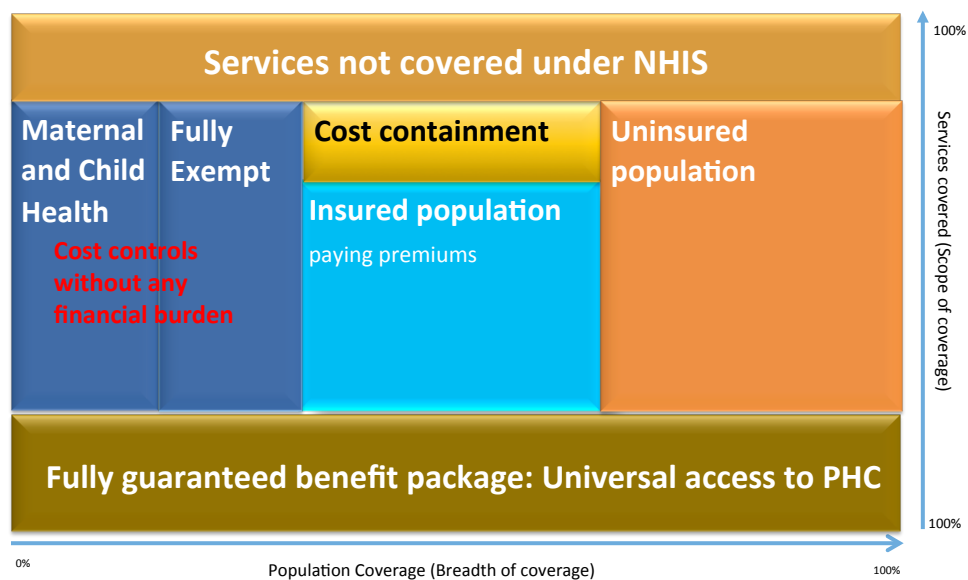 Services not covered under NHIS
100%
Maternal
and Child
Health
Fully
Exempt
Cost containment
Uninsured
population
Insured population
paying premiums
Cost controls
without any
financial burden
Services covered (Scope of coverage)
Fully guaranteed benefit package: Universal access to PHC
100%
0%
Population Coverage (Breadth of coverage)
100%